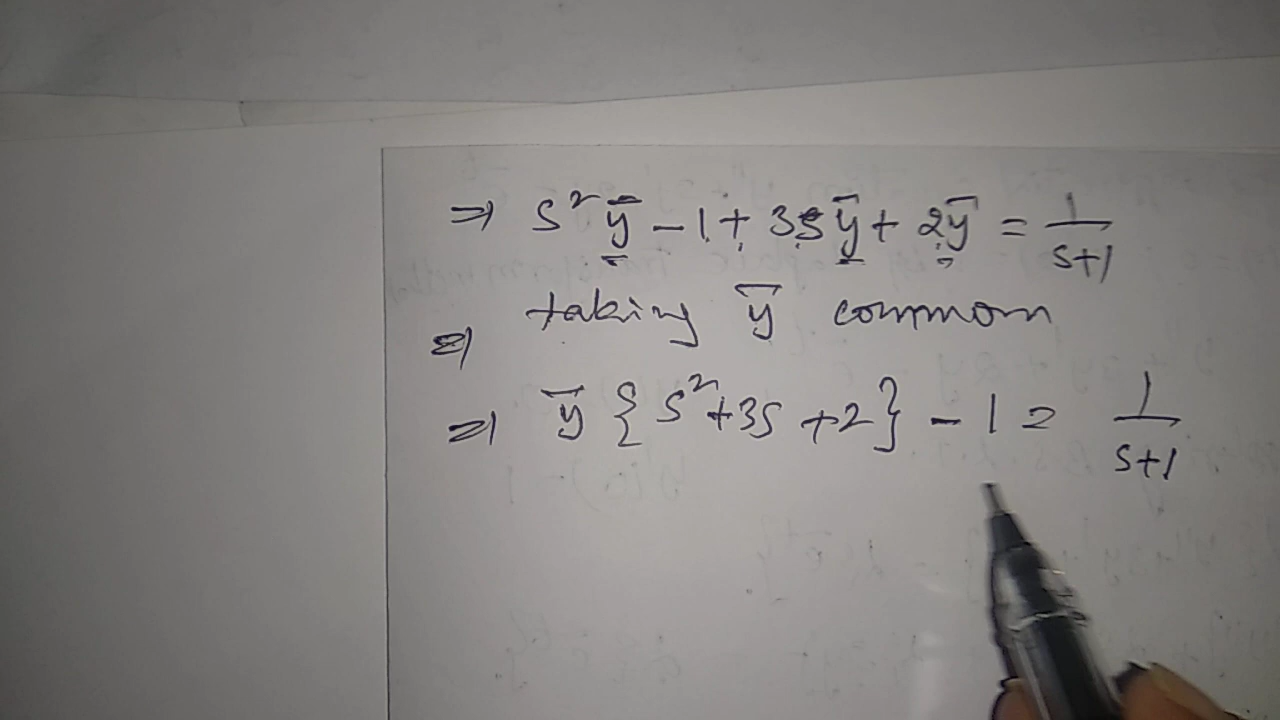 ⇒ s²ȳ - 1 + 3sȳ + 2ȳ = 1/(s+1)
⇒ taking ȳ common
⇒ ȳ {s² + 3s + 2} - 1 = 1/(s+1)